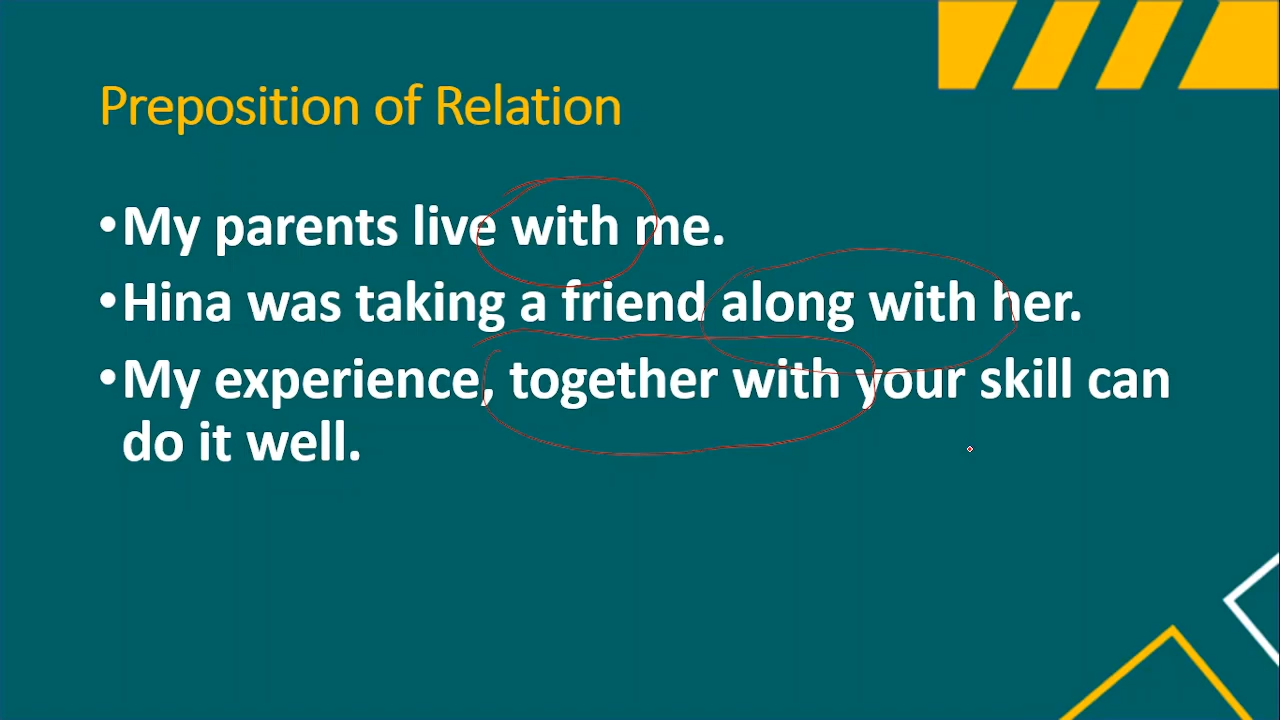 Preposition of Relation
•My parents live with me.
•Hina was taking a friend along with her.
•My experience, together with your skill can
do it well.